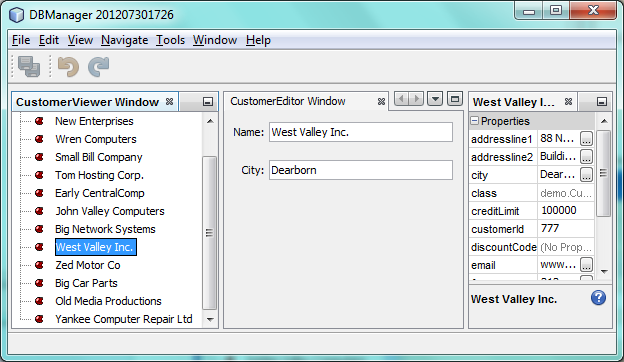 DBManager 201207301726
File Edit View Navigate Tools Window Help
CustomerViewer Window
New Enterprises
Wren Computers
Small Bill Company
Tom Hosting Corp.
Early CentralComp
John Valley Computers
Big Network Systems
West Valley Inc.
Zed Motor Co
Big Car Parts
Old Media Productions
Yankee Computer Repair Ltd
CustomerEditor Window
Name: West Valley Inc.
City: Dearborn
West Valley I...
Properties
addressline1 88 N... ...
addressline2 Buildi... ...
city Dear... ...
class demo.Cu...
creditLimit 100000
customerId 777
discountCode (No Prop...
email www... ...
West Valley Inc.